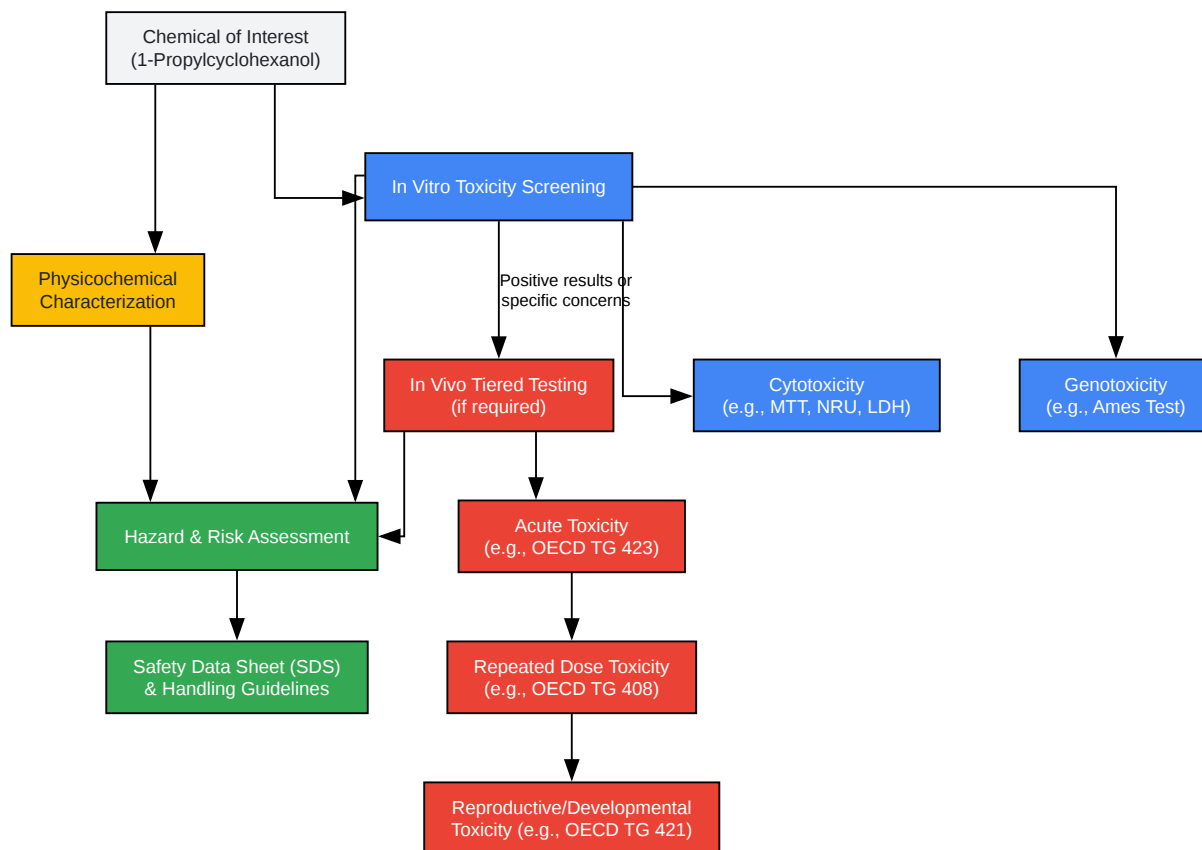 Chemical of Interest
(1-Propylcyclohexanol)
In Vitro Toxicity Screening
Physicochemical
Characterization
Positive results or
specific concerns
In Vivo Tiered Testing
(if required)
Cytotoxicity
(e.g., MTT, NRU, LDH)
Genotoxicity
(e.g., Ames Test)
Hazard & Risk Assessment
Acute Toxicity
(e.g., OECD TG 423)
Safety Data Sheet (SDS)
& Handling Guidelines
Repeated Dose Toxicity
(e.g., OECD TG 408)
Reproductive/Developmental
Toxicity (e.g., OECD TG 421)